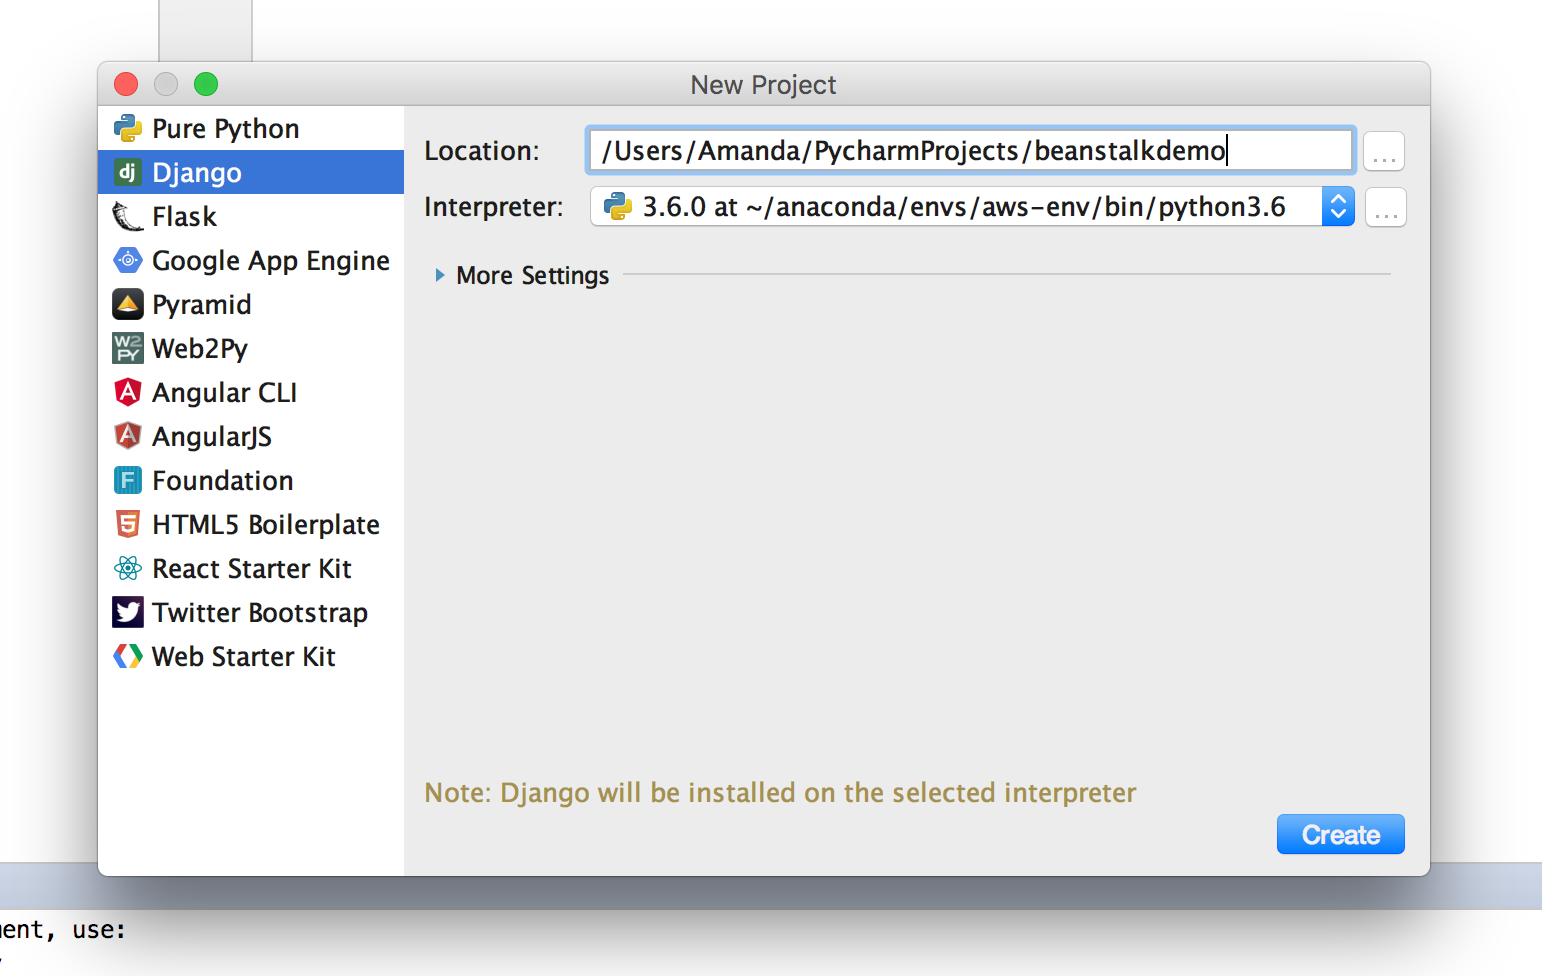 New Project
Pure Python
dj Django
Flask
Google App Engine
Pyramid
W2PY Web2Py
Angular CLI
AngularJS
F Foundation
5 HTML5 Boilerplate
React Starter Kit
Twitter Bootstrap
Web Starter Kit
Location: /Users/Amanda/PycharmProjects/beanstalkdemo ...
Interpreter: 3.6.0 at ~/anaconda/envs/aws-env/bin/python3.6 ...
More Settings
Note: Django will be installed on the selected interpreter
Create
ent, use: